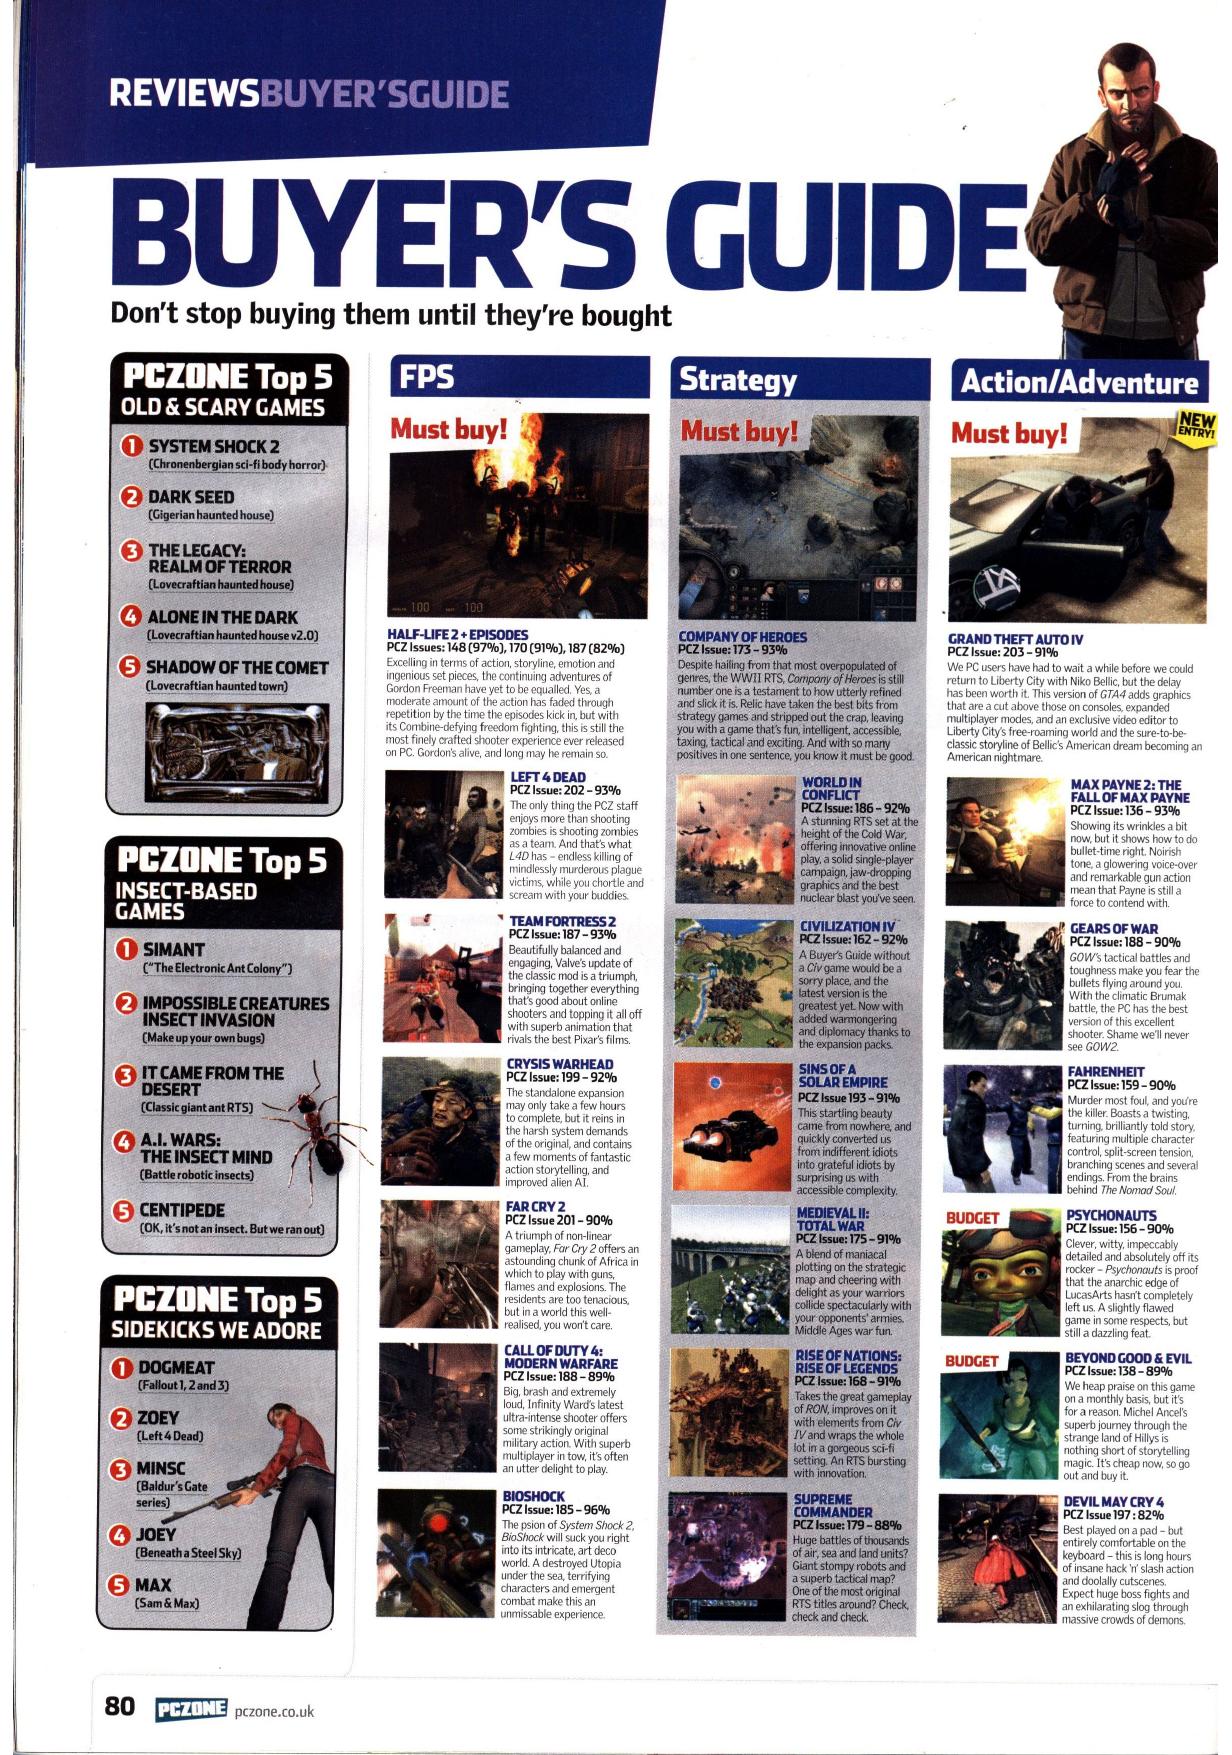 REVIEWSBUYER'SGUIDE
BUYER'S GUIDE
Don't stop buying them until they're bought
PCZONE Top 5
OLD & SCARY GAMES
1 SYSTEM SHOCK 2
(Chronenbergian sci-fi body horror)
2 DARK SEED
(Gigerian haunted house)
3 THE LEGACY:
REALM OF TERROR
(Lovecraftian haunted house)
4 ALONE IN THE DARK
(Lovecraftian haunted house v2.0)
5 SHADOW OF THE COMET
(Lovecraftian haunted town)
PCZONE Top 5
INSECT-BASED
GAMES
1 SIMANT
("The Electronic Ant Colony")
2 IMPOSSIBLE CREATURES
INSECT INVASION
(Make up your own bugs)
3 IT CAME FROM THE
DESERT
(Classic giant ant RTS)
4 A.I. WARS:
THE INSECT MIND
(Battle robotic insects)
5 CENTIPEDE
(OK, it's not an insect. But we ran out)
PCZONE Top 5
SIDEKICKS WE ADORE
1 DOGMEAT
(Fallout 1, 2 and 3)
2 ZOEY
(Left 4 Dead)
3 MINSC
(Baldur's Gate
series)
4 JOEY
(Beneath a Steel Sky)
5 MAX
(Sam & Max)
FPS
Must buy!
100 100
HALF-LIFE 2 + EPISODES
PCZ Issues: 148 (97%), 170 (91%), 187 (82%)
Excelling in terms of action, storyline, emotion and
ingenious set pieces, the continuing adventures of
Gordon Freeman have yet to be equalled. Yes, a
moderate amount of the action has faded through
repetition by the time the episodes kick in, but with
its Combine-defying freedom fighting, this is still the
most finely crafted shooter experience ever released
on PC. Gordon's alive, and long may he remain so.
LEFT 4 DEAD
PCZ Issue: 202 – 93%
The only thing the PCZ staff
enjoys more than shooting
zombies is shooting zombies
as a team. And that's what
L4D has – endless killing of
mindlessly murderous plague
victims, while you chortle and
scream with your buddies.
TEAM FORTRESS 2
PCZ Issue: 187 – 93%
Beautifully balanced and
engaging, Valve's update of
the classic mod is a triumph,
bringing together everything
that's good about online
shooters and topping it all off
with superb animation that
rivals the best Pixar's films.
CRYSIS WARHEAD
PCZ Issue: 199 – 92%
The standalone expansion
may only take a few hours
to complete, but it reins in
the harsh system demands
of the original, and contains
a few moments of fantastic
action storytelling, and
improved alien AI.
FAR CRY 2
PCZ Issue 201 – 90%
A triumph of non-linear
gameplay, Far Cry 2 offers an
astounding chunk of Africa in
which to play with guns,
flames and explosions. The
residents are too tenacious,
but in a world this well-
realised, you won't care.
CALL OF DUTY 4:
MODERN WARFARE
PCZ Issue: 188 – 89%
Big, brash and extremely
loud, Infinity Ward's latest
ultra-intense shooter offers
some strikingly original
military action. With superb
multiplayer in tow, it's often
an utter delight to play.
BIOSHOCK
PCZ Issue: 185 – 96%
The psion of System Shock 2,
BioShock will suck you right
into its intricate, art deco
world. A destroyed Utopia
under the sea, terrifying
characters and emergent
combat make this an
unmissable experience.
Strategy
Must buy!
COMPANY OF HEROES
PCZ Issue: 173 – 93%
Despite hailing from that most overpopulated of
genres, the WWII RTS, Company of Heroes is still
number one is a testament to how utterly refined
and slick it is. Relic have taken the best bits from
strategy games and stripped out the crap, leaving
you with a game that's fun, intelligent, accessible,
taxing, tactical and exciting. And with so many
positives in one sentence, you know it must be good.
WORLD IN
CONFLICT
PCZ Issue: 186 – 92%
A stunning RTS set at the
height of the Cold War,
offering innovative online
play, a solid single-player
campaign, jaw-dropping
graphics and the best
nuclear blast you've seen.
CIVILIZATION IV
PCZ Issue: 162 – 92%
A Buyer's Guide without
a Civ game would be a
sorry place, and the
latest version is the
greatest yet. Now with
added warmongering
and diplomacy thanks to
the expansion packs.
SINS OF A
SOLAR EMPIRE
PCZ Issue 193 – 91%
This startling beauty
came from nowhere, and
quickly converted us
from indifferent idiots
into grateful idiots by
surprising us with
accessible complexity.
MEDIEVAL II:
TOTAL WAR
PCZ Issue: 175 – 91%
A blend of maniacal
plotting on the strategic
map and cheering with
delight as your warriors
collide spectacularly with
your opponents' armies.
Middle Ages war fun.
RISE OF NATIONS:
RISE OF LEGENDS
PCZ Issue: 168 – 91%
Takes the great gameplay
of RON, improves on it
with elements from Civ
IV and wraps the whole
lot in a gorgeous sci-fi
setting. An RTS bursting
with innovation.
SUPREME
COMMANDER
PCZ Issue: 179 – 88%
Huge battles of thousands
of air, sea and land units?
Giant stompy robots and
a superb tactical map?
One of the most original
RTS titles around? Check,
check and check.
Action/Adventure
Must buy!
NEW
ENTRY!
GRAND THEFT AUTO IV
PCZ Issue: 203 – 91%
We PC users have had to wait a while before we could
return to Liberty City with Niko Bellic, but the delay
has been worth it. This version of GTA4 adds graphics
that are a cut above those on consoles, expanded
multiplayer modes, and an exclusive video editor to
Liberty City's free-roaming world and the sure-to-be-
classic storyline of Bellic's American dream becoming an
American nightmare.
MAX PAYNE 2: THE
FALL OF MAX PAYNE
PCZ Issue: 136 – 93%
Showing its wrinkles a bit
now, but it shows how to do
bullet-time right. Noirish
tone, a glowering voice-over
and remarkable gun action
mean that Payne is still a
force to contend with.
GEARS OF WAR
PCZ Issue: 188 – 90%
GOW's tactical battles and
toughness make you fear the
bullets flying around you.
With the climatic Brumak
battle, the PC has the best
version of this excellent
shooter. Shame we'll never
see GOW2.
FAHRENHEIT
PCZ Issue: 159 – 90%
Murder most foul, and you're
the killer. Boasts a twisting,
turning, brilliantly told story,
featuring multiple character
control, split-screen tension,
branching scenes and several
endings. From the brains
behind The Nomad Soul.
BUDGET
PSYCHONAUTS
PCZ Issue: 156 – 90%
Clever, witty, impeccably
detailed and absolutely off its
rocker – Psychonauts is proof
that the anarchic edge of
LucasArts hasn't completely
left us. A slightly flawed
game in some respects, but
still a dazzling feat.
BUDGET
BEYOND GOOD & EVIL
PCZ Issue: 138 – 89%
We heap praise on this game
on a monthly basis, but it's
for a reason. Michel Ancel's
superb journey through the
strange land of Hillys is
nothing short of storytelling
magic. It's cheap now, so go
out and buy it.
DEVIL MAY CRY 4
PCZ Issue 197 : 82%
Best played on a pad – but
entirely comfortable on the
keyboard – this is long hours
of insane hack 'n' slash action
and doolally cutscenes.
Expect huge boss fights and
an exhilarating slog through
massive crowds of demons.
80 PCZONE pczone.co.uk